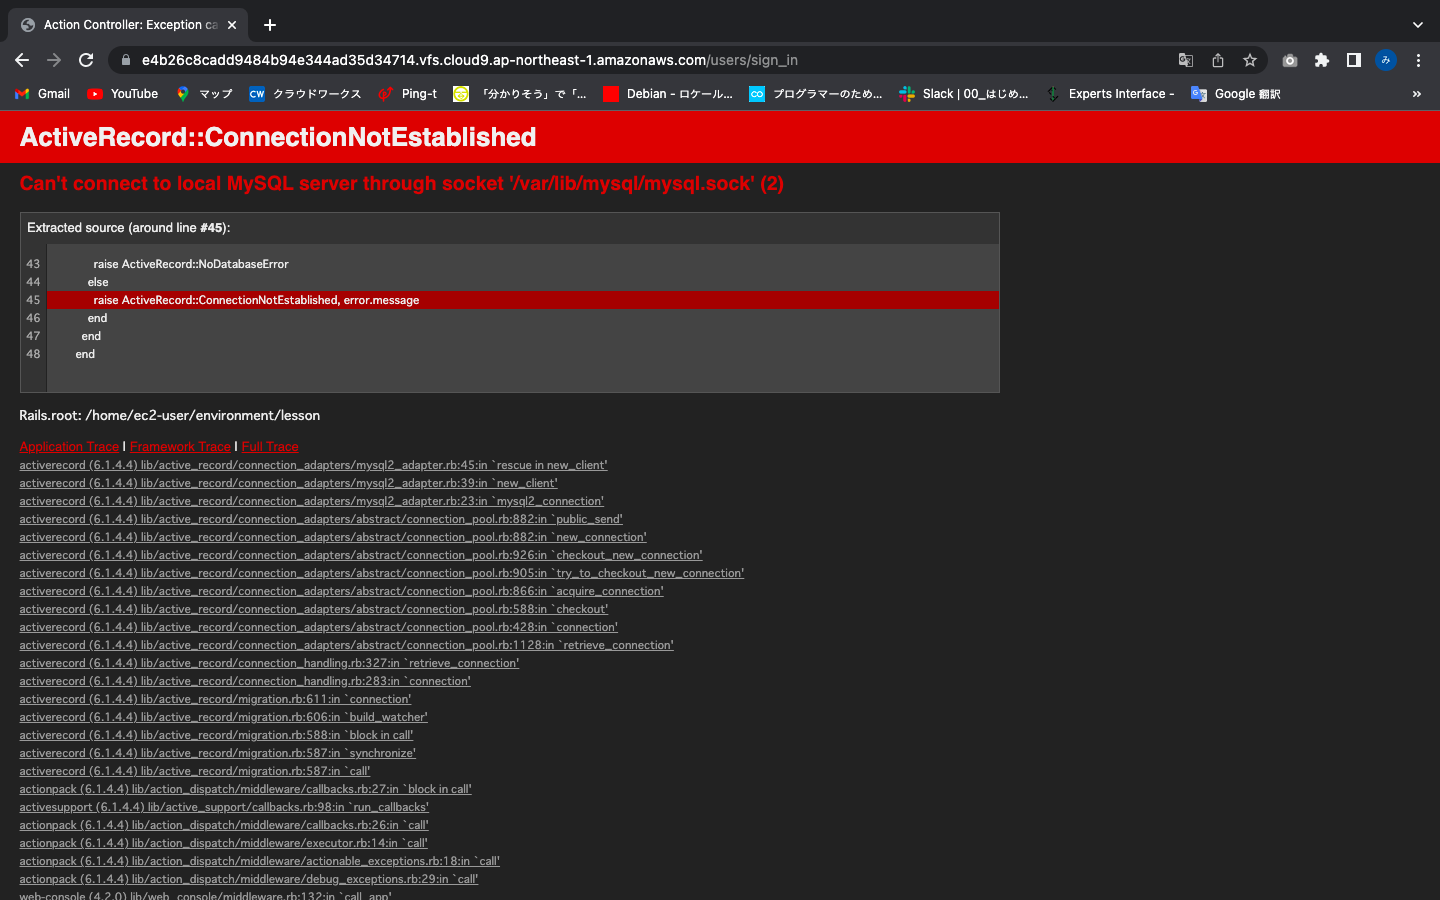 Action Controller: Exception ca
e4b26c8cadd9484b94e344ad35d34714.vfs.cloud9.ap-northeast-1.amazonaws.com/users/sign_in
み
Gmail YouTube マップ CW クラウドワークス Ping-t 「分かりそう」で「... Debian – ロケール... プログラマーのため... Slack | 00_はじめ... Experts Interface - Google 翻訳 »
ActiveRecord::ConnectionNotEstablished
Can't connect to local MySQL server through socket '/var/lib/mysql/mysql.sock' (2)
Extracted source (around line #45):
43 raise ActiveRecord::NoDatabaseError
44 else
45 raise ActiveRecord::ConnectionNotEstablished, error.message
46 end
47 end
48 end
Rails.root: /home/ec2-user/environment/lesson
Application Trace | Framework Trace | Full Trace
activerecord (6.1.4.4) lib/active_record/connection_adapters/mysql2_adapter.rb:45:in `rescue in new_client'
activerecord (6.1.4.4) lib/active_record/connection_adapters/mysql2_adapter.rb:39:in `new_client'
activerecord (6.1.4.4) lib/active_record/connection_adapters/mysql2_adapter.rb:23:in `mysql2_connection'
activerecord (6.1.4.4) lib/active_record/connection_adapters/abstract/connection_pool.rb:882:in `public_send'
activerecord (6.1.4.4) lib/active_record/connection_adapters/abstract/connection_pool.rb:882:in `new_connection'
activerecord (6.1.4.4) lib/active_record/connection_adapters/abstract/connection_pool.rb:926:in `checkout_new_connection'
activerecord (6.1.4.4) lib/active_record/connection_adapters/abstract/connection_pool.rb:905:in `try_to_checkout_new_connection'
activerecord (6.1.4.4) lib/active_record/connection_adapters/abstract/connection_pool.rb:866:in `acquire_connection'
activerecord (6.1.4.4) lib/active_record/connection_adapters/abstract/connection_pool.rb:588:in `checkout'
activerecord (6.1.4.4) lib/active_record/connection_adapters/abstract/connection_pool.rb:428:in `connection'
activerecord (6.1.4.4) lib/active_record/connection_adapters/abstract/connection_pool.rb:1128:in `retrieve_connection'
activerecord (6.1.4.4) lib/active_record/connection_handling.rb:327:in `retrieve_connection'
activerecord (6.1.4.4) lib/active_record/connection_handling.rb:283:in `connection'
activerecord (6.1.4.4) lib/active_record/migration.rb:611:in `connection'
activerecord (6.1.4.4) lib/active_record/migration.rb:606:in `build_watcher'
activerecord (6.1.4.4) lib/active_record/migration.rb:588:in `block in call'
activerecord (6.1.4.4) lib/active_record/migration.rb:587:in `synchronize'
activerecord (6.1.4.4) lib/active_record/migration.rb:587:in `call'
actionpack (6.1.4.4) lib/action_dispatch/middleware/callbacks.rb:27:in `block in call'
activesupport (6.1.4.4) lib/active_support/callbacks.rb:98:in `run_callbacks'
actionpack (6.1.4.4) lib/action_dispatch/middleware/callbacks.rb:26:in `call'
actionpack (6.1.4.4) lib/action_dispatch/middleware/executor.rb:14:in `call'
actionpack (6.1.4.4) lib/action_dispatch/middleware/actionable_exceptions.rb:18:in `call'
actionpack (6.1.4.4) lib/action_dispatch/middleware/debug_exceptions.rb:29:in `call'
web-console (4.2.0) lib/web_console/middleware.rb:132:in `call_app'